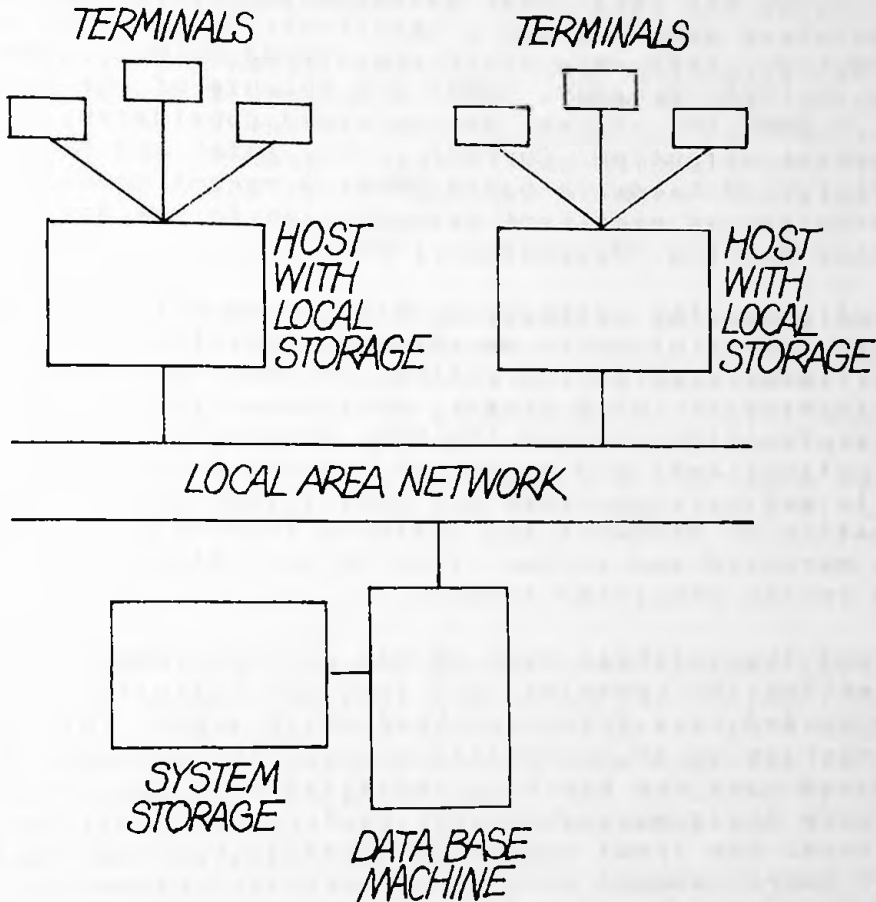 TERMINALS
TERMINALS
HOST
WITH
LOCAL
STORAGE
HOST
WITH
LOCAL
STORAGE
LOCAL AREA NETWORK
SYSTEM
STORAGE
DATA BASE
MACHINE